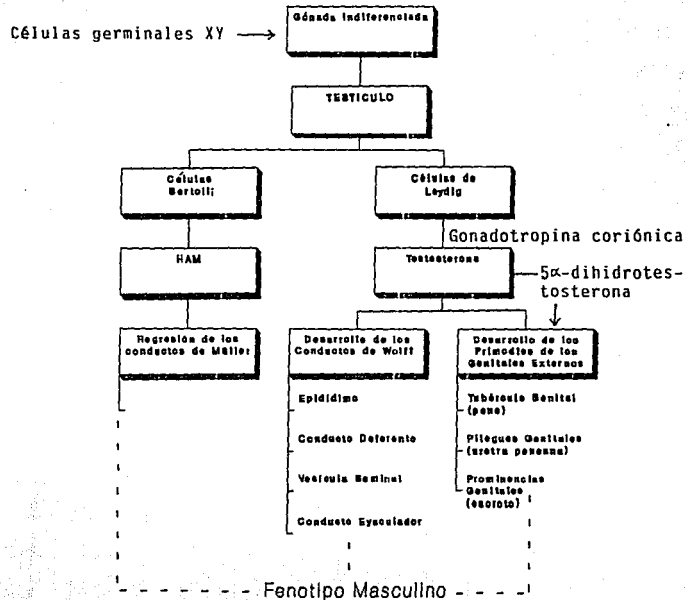 Gónada Indiferenciada
Células germinales XY
TESTICULO
Células
Sertoli
Células de
Leydig
Gonadotropina coriónica
HAM
Testosterona
5α-dihidrotes-
tosterona
Regresión de los
conductos de Müller
Desarrollo de los
Conductos de Wolff
Desarrollo de los
Primodios de los
Genitales Externos
Epidídimo
Conducto Deferente
Vesícula Seminal
Conducto Eyaculador
Tubérculo Genital
(pene)
Pliegues Genitales
(uretra peneana)
Prominencias
Genitales
(escroto)
Fenotipo Masculino